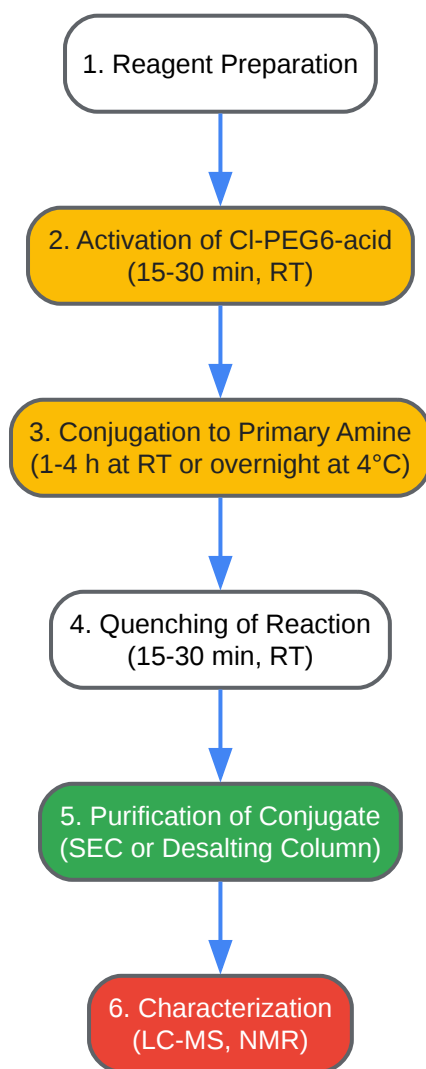 1. Reagent Preparation
2. Activation of Cl-PEG6-acid
(15-30 min, RT)
3. Conjugation to Primary Amine
(1-4 h at RT or overnight at 4°C)
4. Quenching of Reaction
(15-30 min, RT)
5. Purification of Conjugate
(SEC or Desalting Column)
6. Characterization
(LC-MS, NMR)